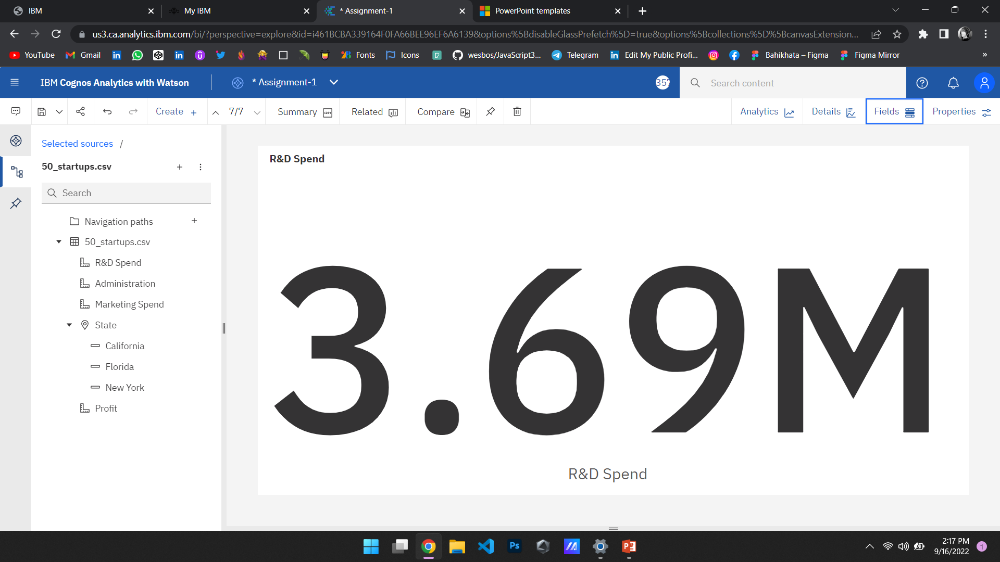 IBM
My IBM
* Assignment-1
PowerPoint templates
us3.ca.analytics.ibm.com/bi/?perspective=explore&id=i461BCBA339164F0FA66BEE96EF6A6139&options%5BdisableGlassPrefetch%5D=true&options%5Bcollections%5D%5BcanvasExtension...
YouTube Gmail Fonts Icons wesbos/JavaScript3... Telegram Edit My Public Profi... Bahikhata – Figma Figma Mirror »
IBM Cognos Analytics with Watson
* Assignment-1
Search content
Create + 7/7 Summary Related Compare
Analytics Details Fields Properties
Selected sources /
50_startups.csv
Search
Navigation paths
50_startups.csv
R&D Spend
Administration
Marketing Spend
State
California
Florida
New York
Profit
R&D Spend
3.69M
R&D Spend
Ps
2:17 PM
9/16/2022
1